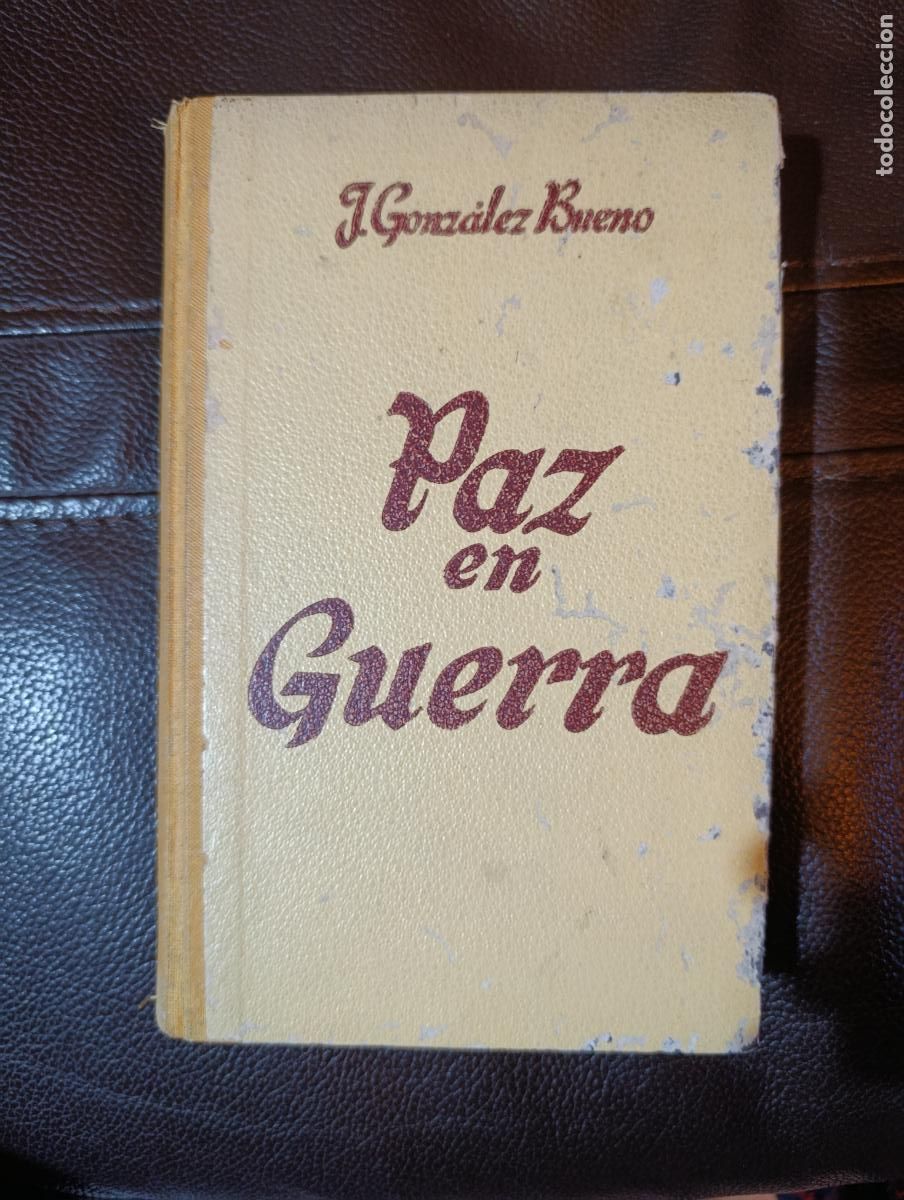 J. González Bueno
Paz
en
Guerra
todocoleccion